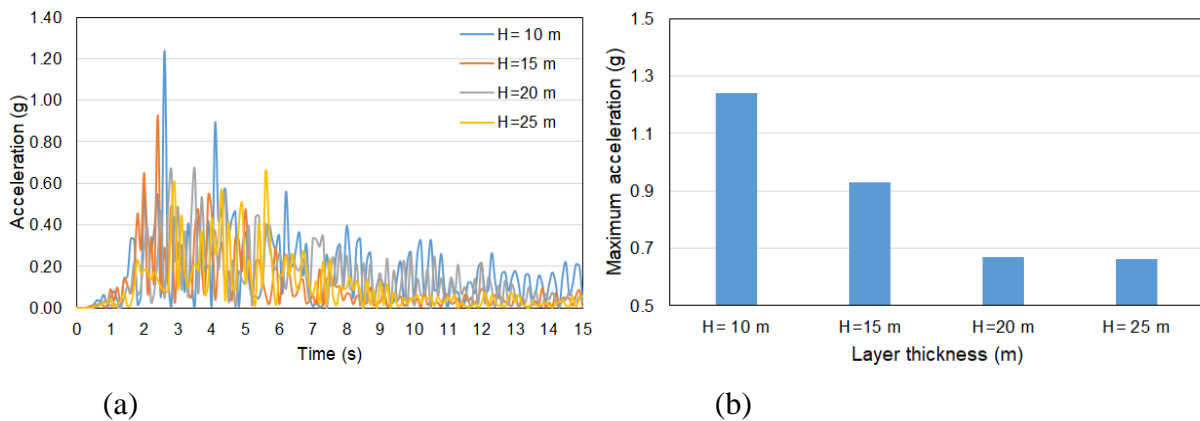 1.40
1.20
1.00
0.80
0.60
0.40
0.20
0.00
Acceleration (g)
H= 10 m
H=15 m
H=20 m
H=25 m
0 1 2 3 4 5 6 7 8 9 10 11 12 13 14 15
Time (s)
(a)
1.5
1.3
1.1
0.9
0.7
0.5
Maximum acceleration (g)
H= 10 m H=15 m H=20 m H= 25 m
Layer thickness (m)
(b)